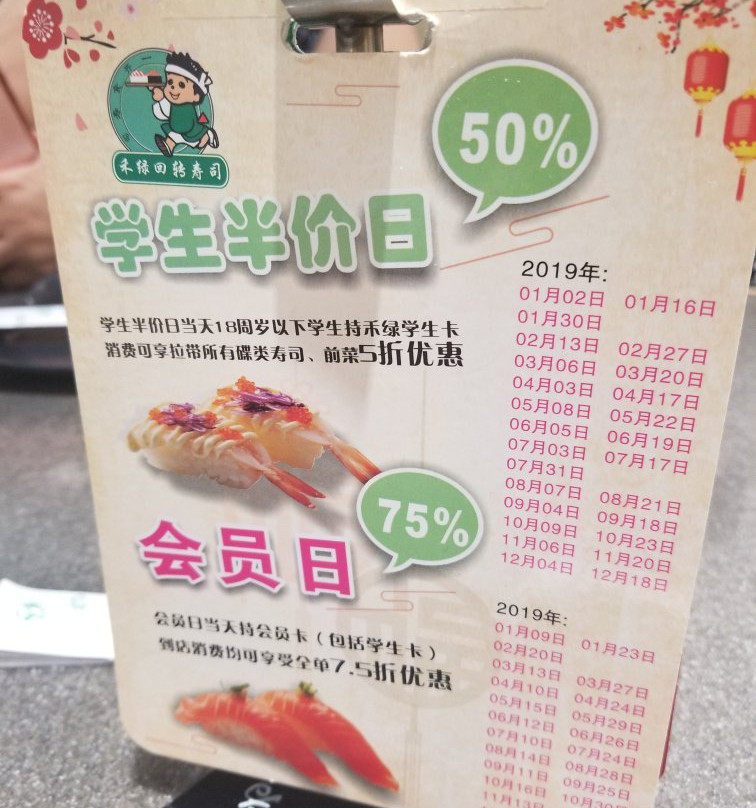 禾绿回转寿司
50%
学生半价日
学生半价日当天18周岁以下学生持禾绿学生卡
消费可享拉带所有碟类寿司、前菜5折优惠
2019年:
01月02日 01月16日
01月30日
02月13日 02月27日
03月06日 03月20日
04月03日 04月17日
05月08日 05月22日
06月05日 06月19日
07月03日 07月17日
07月31日
08月07日 08月21日
09月04日 09月18日
10月09日 10月23日
11月06日 11月20日
12月04日 12月18日
75%
会员日
会员日当天持会员卡（包括学生卡）
到店消费均可享受全单7.5折优惠
2019年:
01月09日 01月23日
02月20日
03月13日 03月27日
04月10日 04月24日
05月15日 05月29日
06月12日 06月26日
07月10日 07月24日
08月14日 08月28日
09月11日 09月25日
10月16日 10月30日
11月13日